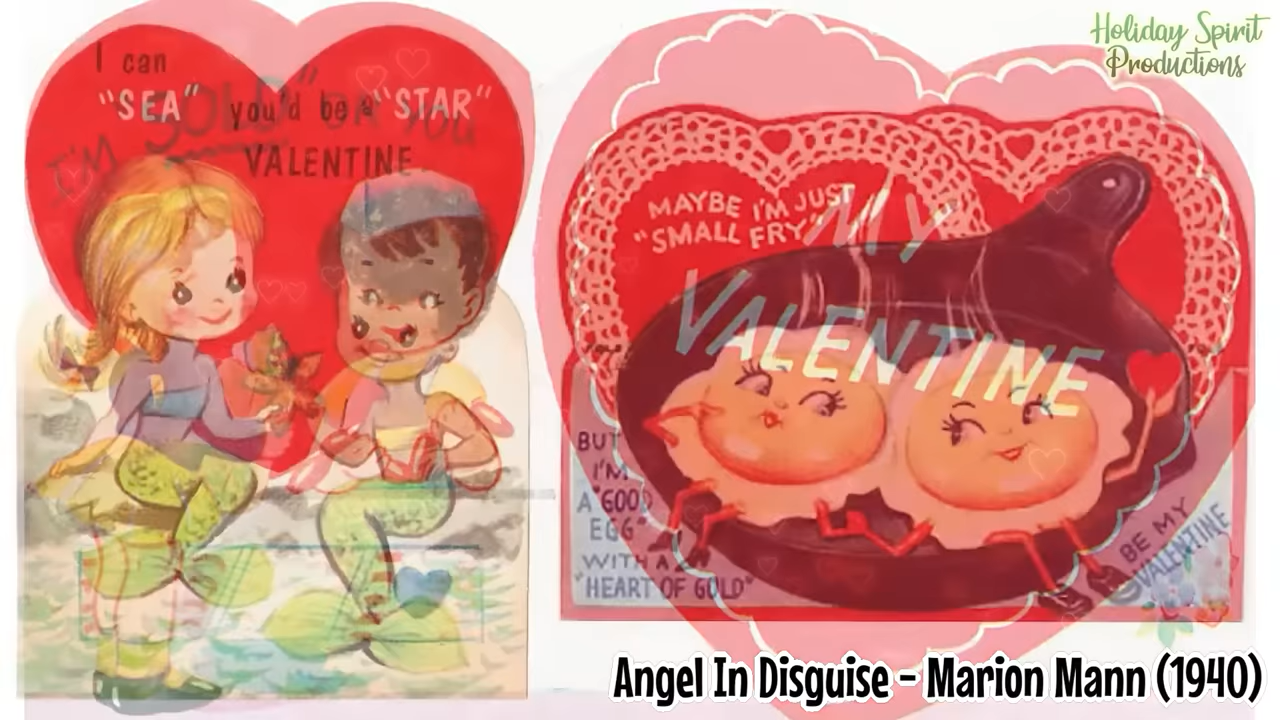 I can
"SEA" you'd be a "STAR"
VALENTINE
I'M SOLD" ON YOU
MAYBE I'M JUST
"SMALL FRY"
MY
VALENTINE
BUT
I'M
A "GOOD
EGG"
WITH A
"HEART OF GOLD"
BE MY
VALENTINE
Holiday Spirit
Productions
Angel In Disguise - Marion Mann (1940)